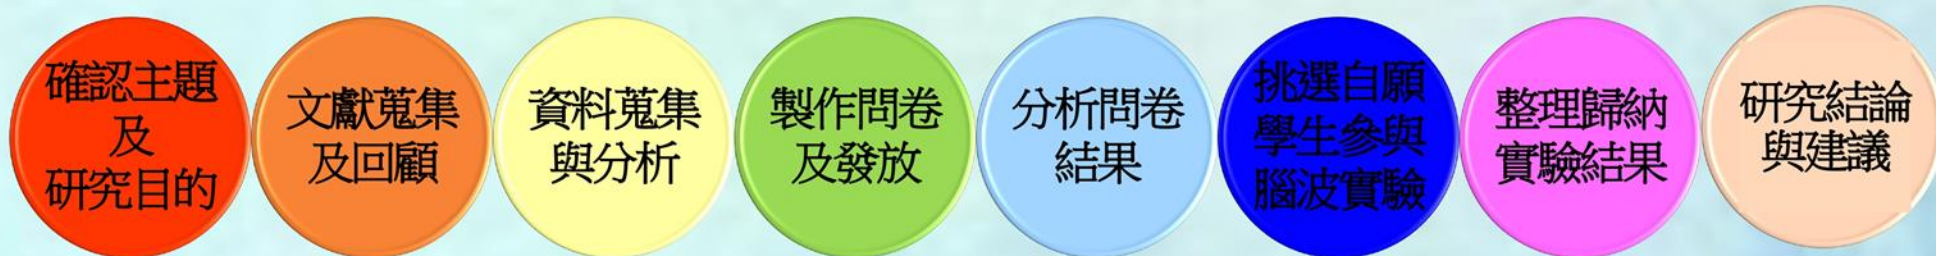 確認主題
及
研究目的
文獻蒐集
及回顧
資料蒐集
與分析
製作問卷
及發放
分析問卷
結果
挑選自願
學生參與
腦波實驗
整理歸納
實驗結果
研究結論
與建議